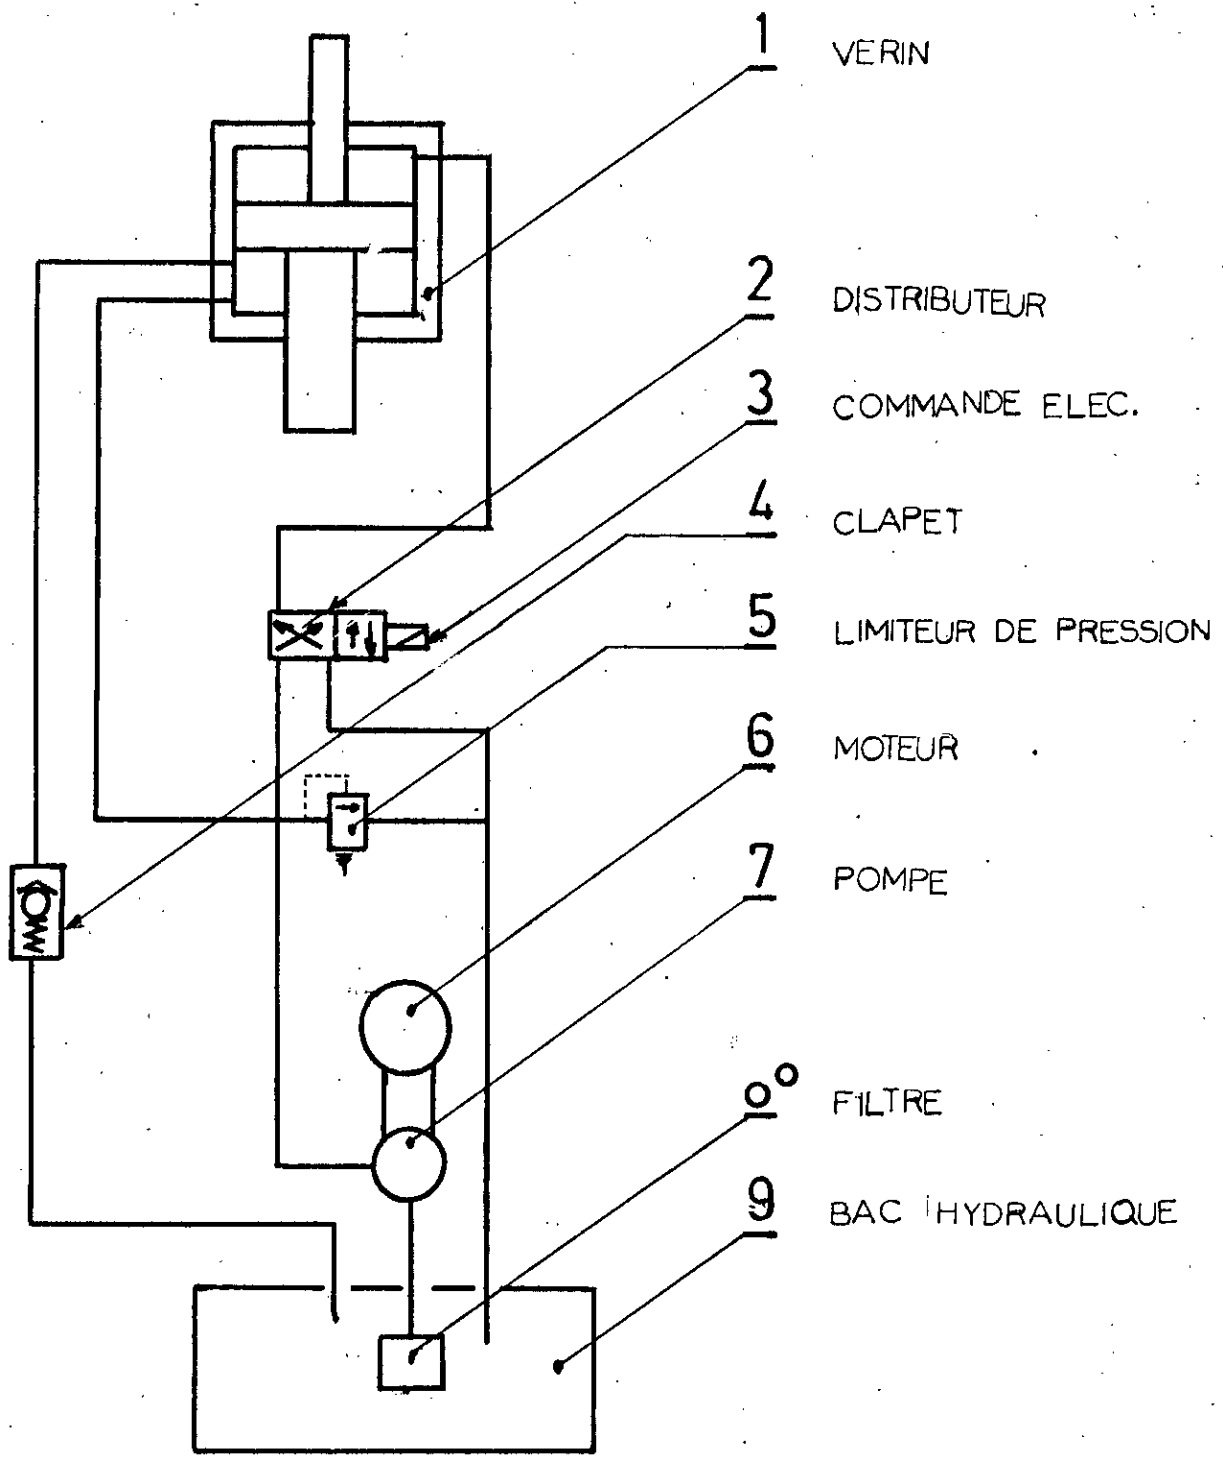 1 VERIN
2 DISTRIBUTEUR
3 COMMANDE ELEC.
4 CLAPET
5 LIMITEUR DE PRESSION
6 MOTEUR
7 POMPE
8 FILTRE
9 BAC HYDRAULIQUE